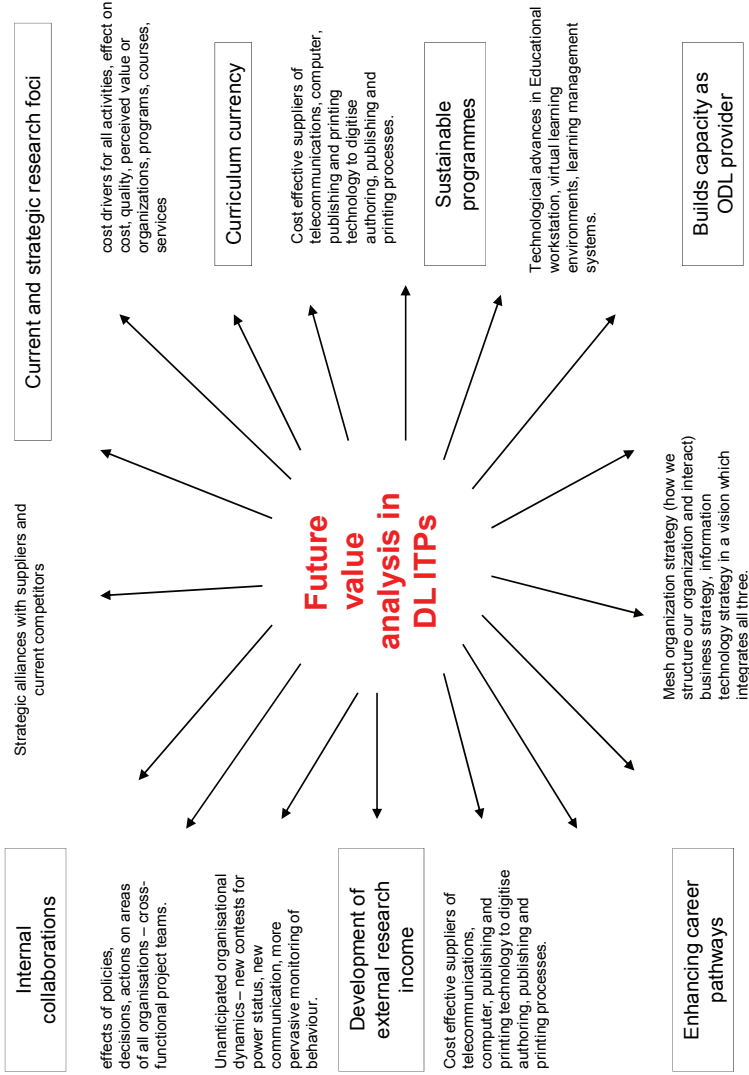 Internal
collaborations
Strategic alliances with suppliers and
current competitors
Current and strategic research foci
effects of policies,
decisions, actions on areas
of all organisations – cross-
functional project teams.
cost drivers for all activities, effect on
cost, quality, perceived value or
organizations, programs, courses,
services
Unanticipated organisational
dynamics – new contests for
power status, new
communication, more
pervasive monitoring of
behaviour.
Curriculum currency
Cost effective suppliers of
telecommunications, computer,
publishing and printing
technology to digitise
authoring, publishing and
printing processes.
Future
value
analysis in
DL ITPs
Development of
external research
income
Sustainable
programmes
Cost effective suppliers of
telecommunications,
computer, publishing and
printing technology to digitise
authoring, publishing and
printing processes.
Technological advances in Educational
workstation, virtual learning
environments, learning management
systems.
Enhancing career
pathways
Mesh organization strategy (how we
structure our organization and interact)
business strategy, information
technology strategy in a vision which
integrates all three.
Builds capacity as
ODL provider